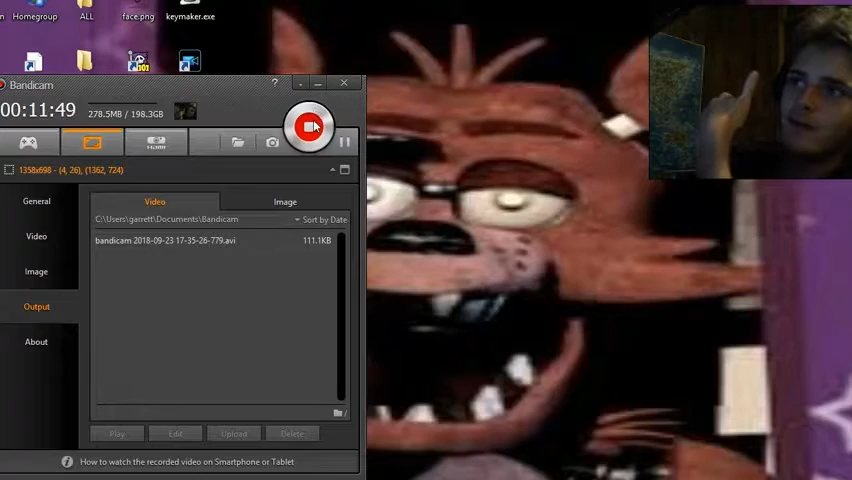 Homegroup
ALL
face.png
keymaker.exe
101
Bandicam
?
00:11:49
278.5MB / 198.3GB
HDMI
1358x698 - (4, 26), (1362, 724)
General
Video
Image
Video
C:\Users\garrett\Documents\Bandicam
Sort by Date
bandicam 2018-09-23 17-35-26-779.avi
111.1KB
Image
Output
About
Play
Edit
Upload
Delete
How to watch the recorded video on Smartphone or Tablet